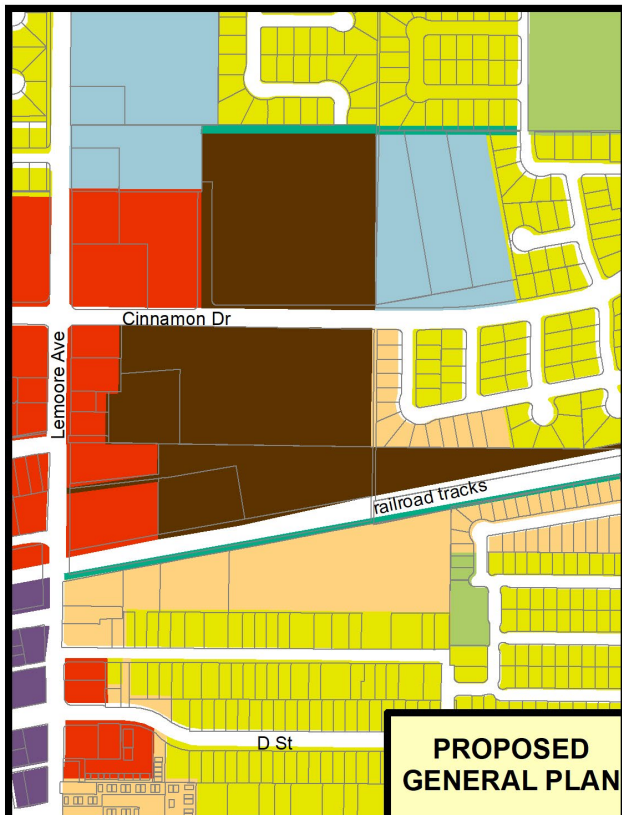 Cinnamon Dr
Lemoore Ave
railroad tracks
D St
PROPOSED
GENERAL PLAN